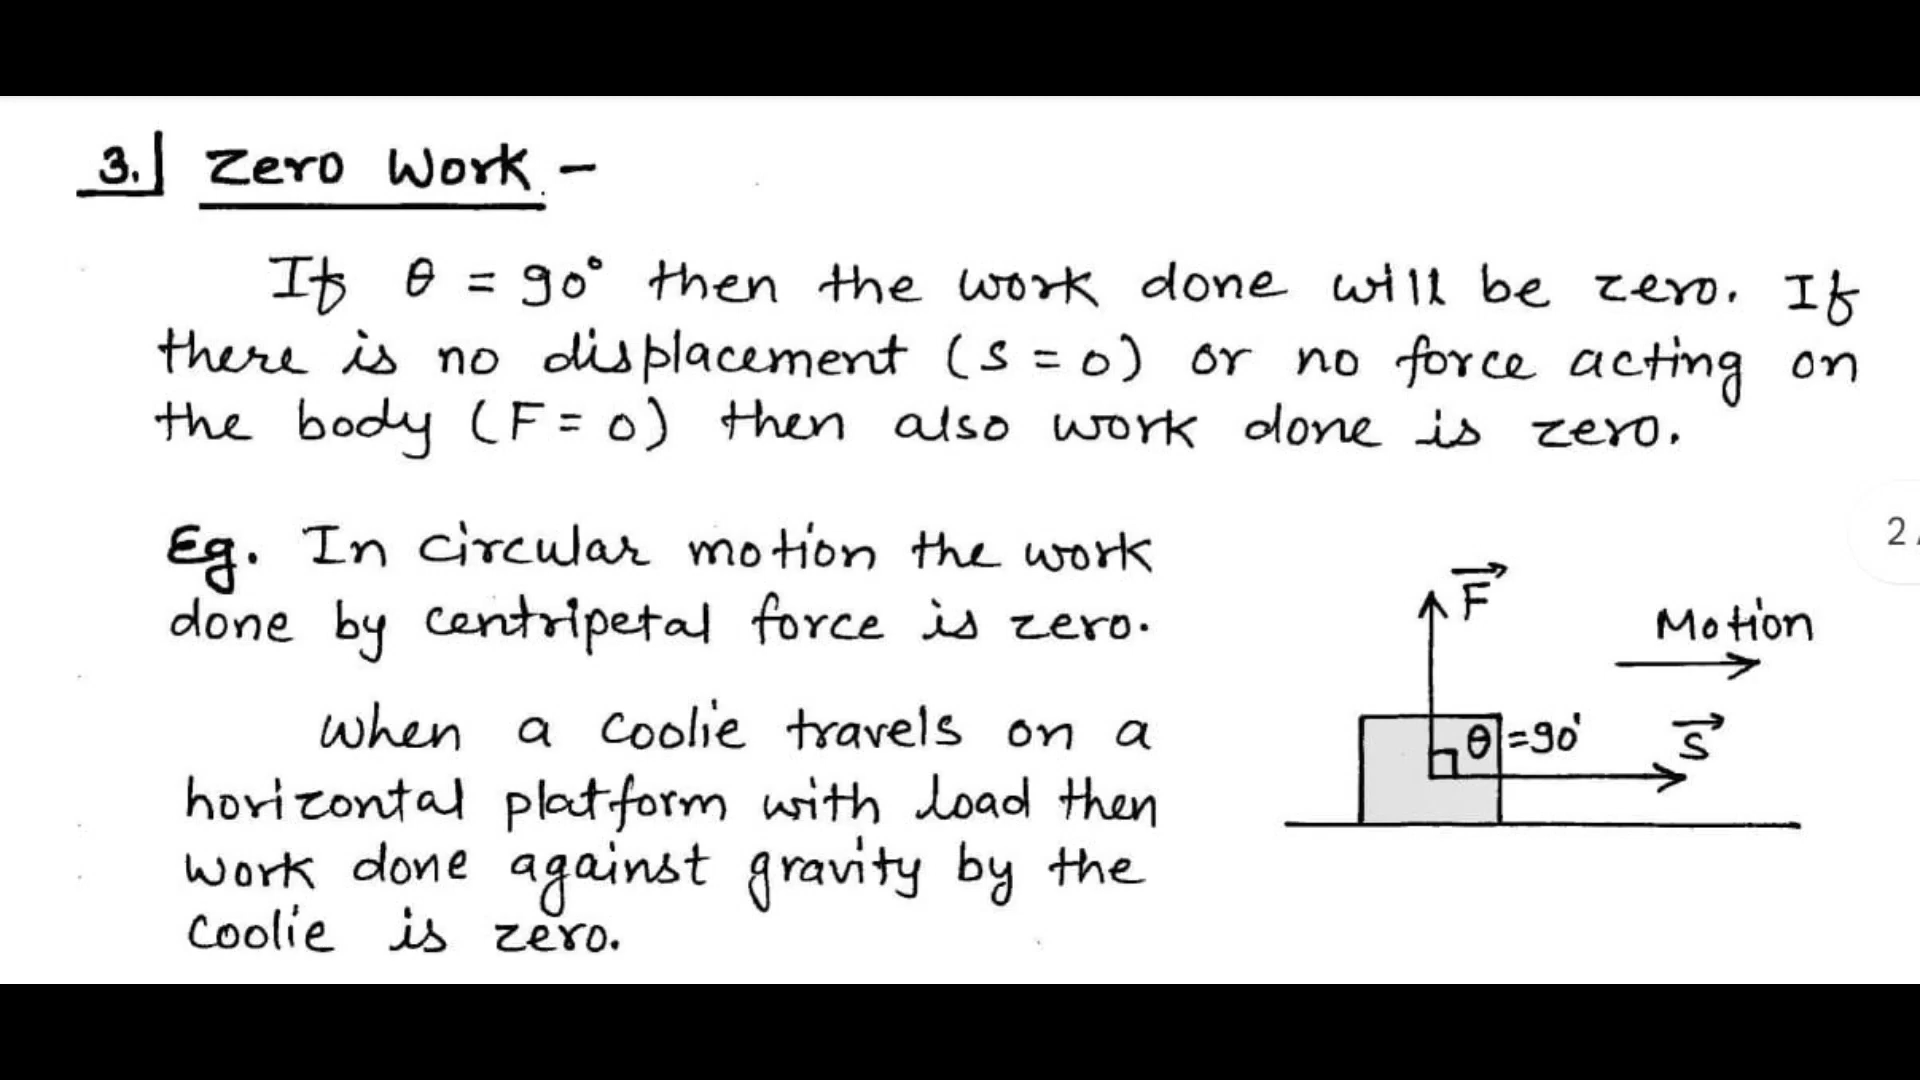 3. Zero Work -
If θ = 90° then the work done will be zero. If
there is no displacement (s = 0) or no force acting on
the body (F = 0) then also work done is zero.
Eg. In circular motion the work
done by centripetal force is zero.
When a coolie travels on a
horizontal platform with load then
work done against gravity by the
coolie is zero.
F⃗
Motion
θ = 90°
s⃗
2/